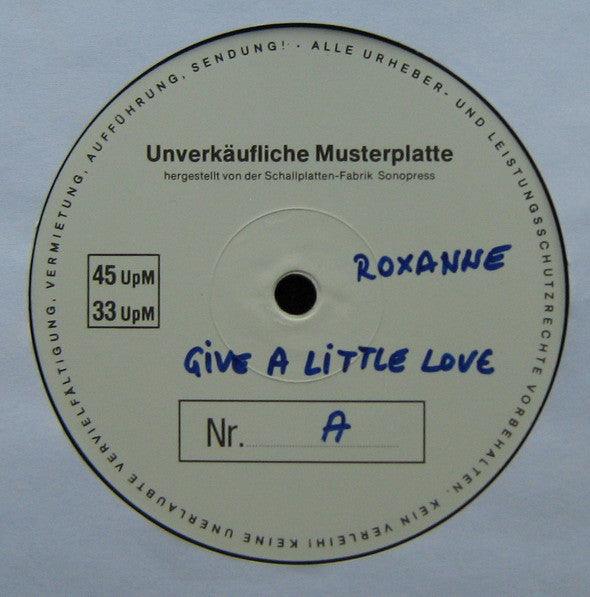 ALLE URHEBER- UND LEISTUNGSSCHUTZRECHTE VORBEHALTEN. KEIN VERLEIH! KEINE UNERLAUBTE VERVIELFÄLTIGUNG, VERMIETUNG, AUFFÜHRUNG, SENDUNG! ·
Unverkäufliche Musterplatte
hergestellt von der Schallplatten-Fabrik Sonopress
45 UpM
33 UpM
ROXANNE
GIVE A LITTLE LOVE
Nr. A